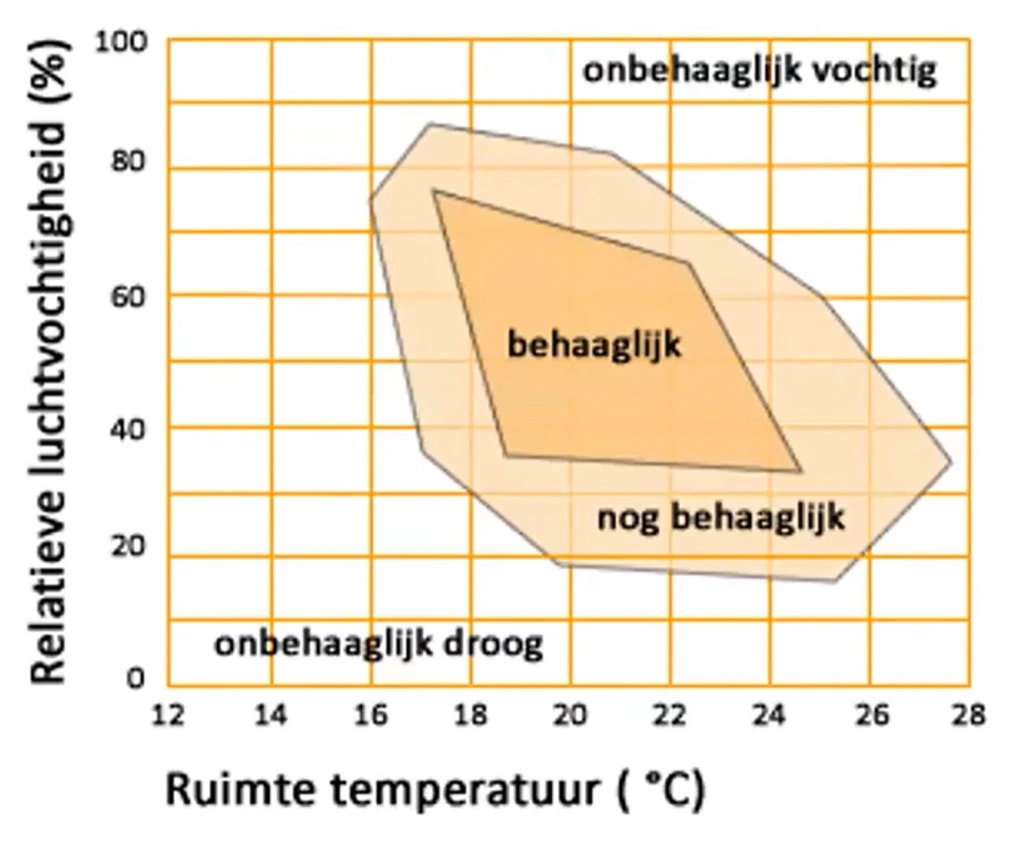 Relatieve luchtvochtigheid (%)
100
80
60
40
20
0
onbehaaglijk vochtig
behaaglijk
nog behaaglijk
onbehaaglijk droog
12 14 16 18 20 22 24 26 28
Ruimte temperatuur ( °C)